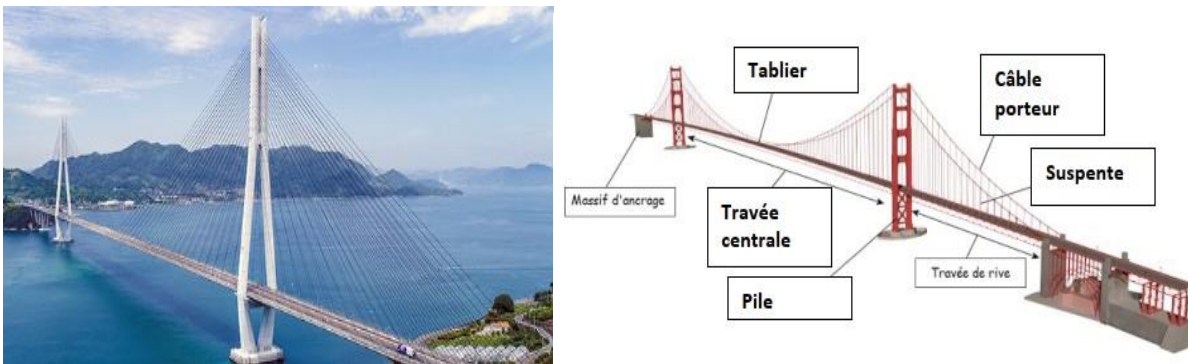 Tablier
Câble
porteur
Suspente
Massif d'ancrage
Travée
centrale
Travée de rive
Pile